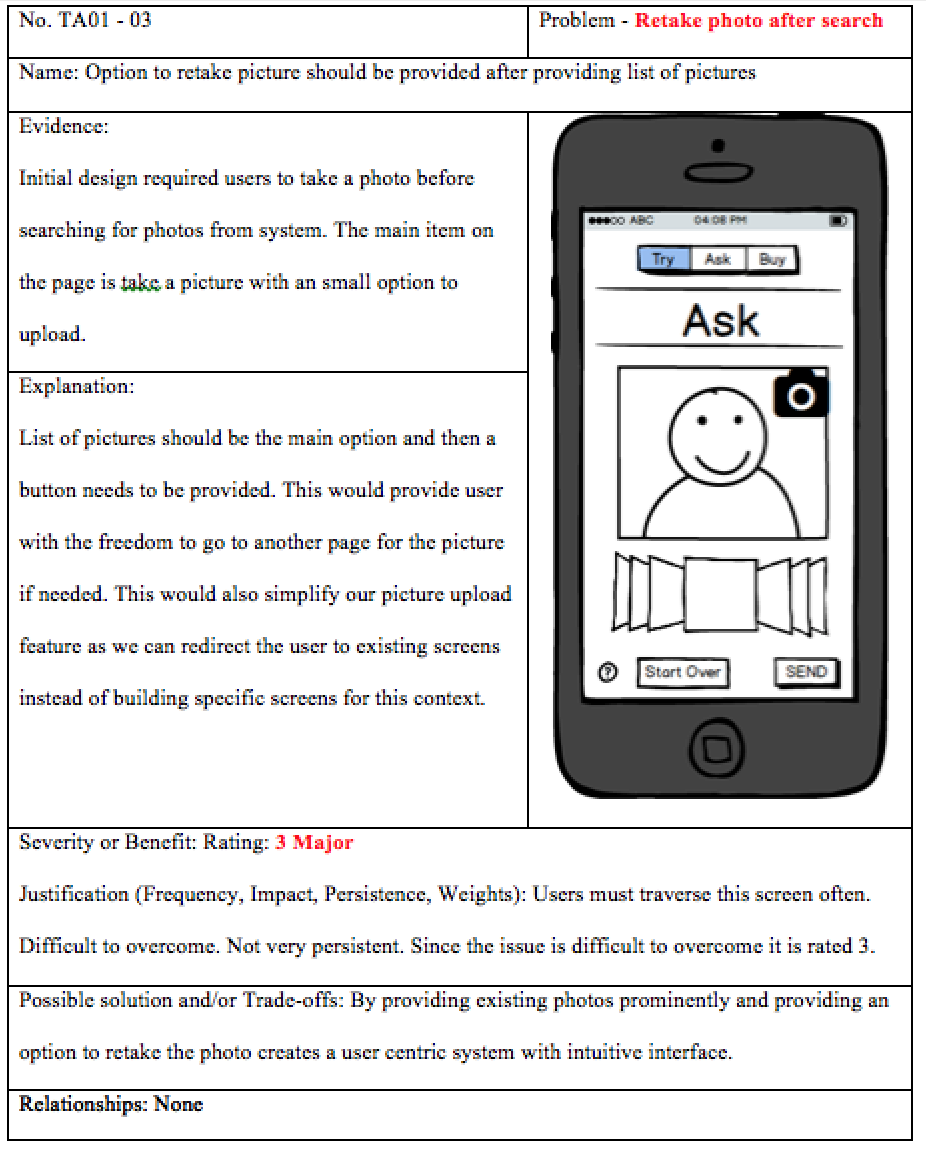 No. TA01 - 03
Problem - Retake photo after search
Name: Option to retake picture should be provided after providing list of pictures
Evidence:
Initial design required users to take a photo before
searching for photos from system. The main item on
the page is take a picture with an small option to
upload.
Explanation:
List of pictures should be the main option and then a
button needs to be provided. This would provide user
with the freedom to go to another page for the picture
if needed. This would also simplify our picture upload
feature as we can redirect the user to existing screens
instead of building specific screens for this context.
ABC 04:08 PM
Try Ask Buy
Ask
? Start Over SEND
Severity or Benefit: Rating: 3 Major
Justification (Frequency, Impact, Persistence, Weights): Users must traverse this screen often.
Difficult to overcome. Not very persistent. Since the issue is difficult to overcome it is rated 3.
Possible solution and/or Trade-offs: By providing existing photos prominently and providing an
option to retake the photo creates a user centric system with intuitive interface.
Relationships: None